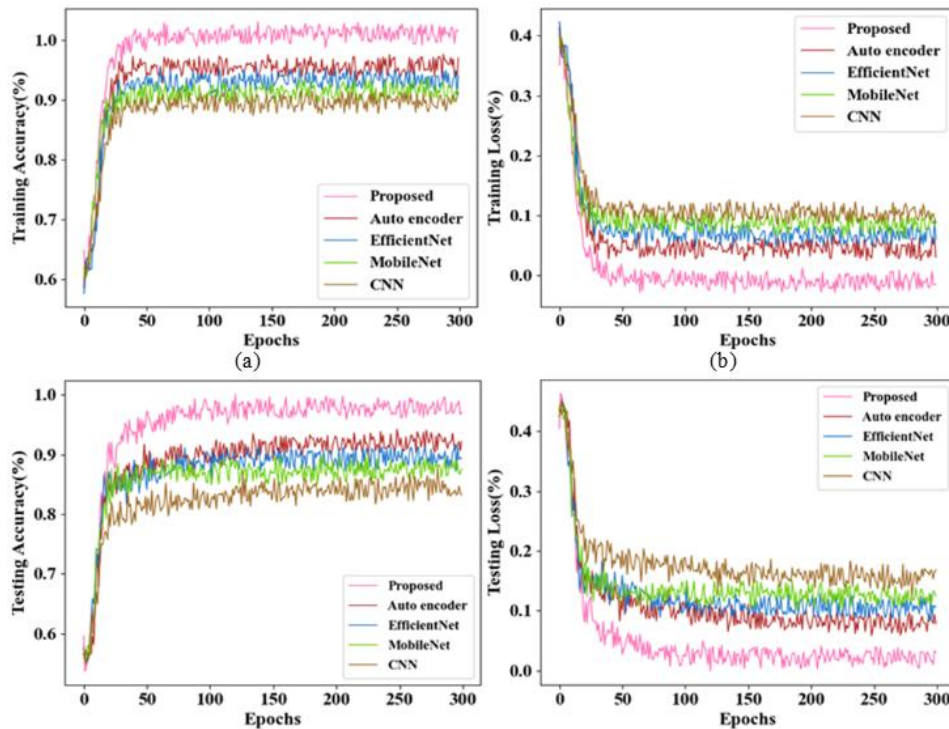 1.0
0.9
0.8
0.7
0.6
Training Accuracy(%)
Proposed
Auto encoder
EfficientNet
MobileNet
CNN
0 50 100 150 200 250 300
Epochs
(a)
0.4
0.3
0.2
0.1
0.0
Training Loss(%)
Proposed
Auto encoder
EfficientNet
MobileNet
CNN
0 50 100 150 200 250 300
Epochs
(b)
1.0
0.9
0.8
0.7
0.6
Testing Accuracy(%)
Proposed
Auto encoder
EfficientNet
MobileNet
CNN
0 50 100 150 200 250 300
Epochs
0.4
0.3
0.2
0.1
0.0
Testing Loss(%)
Proposed
Auto encoder
EfficientNet
MobileNet
CNN
0 50 100 150 200 250 300
Epochs